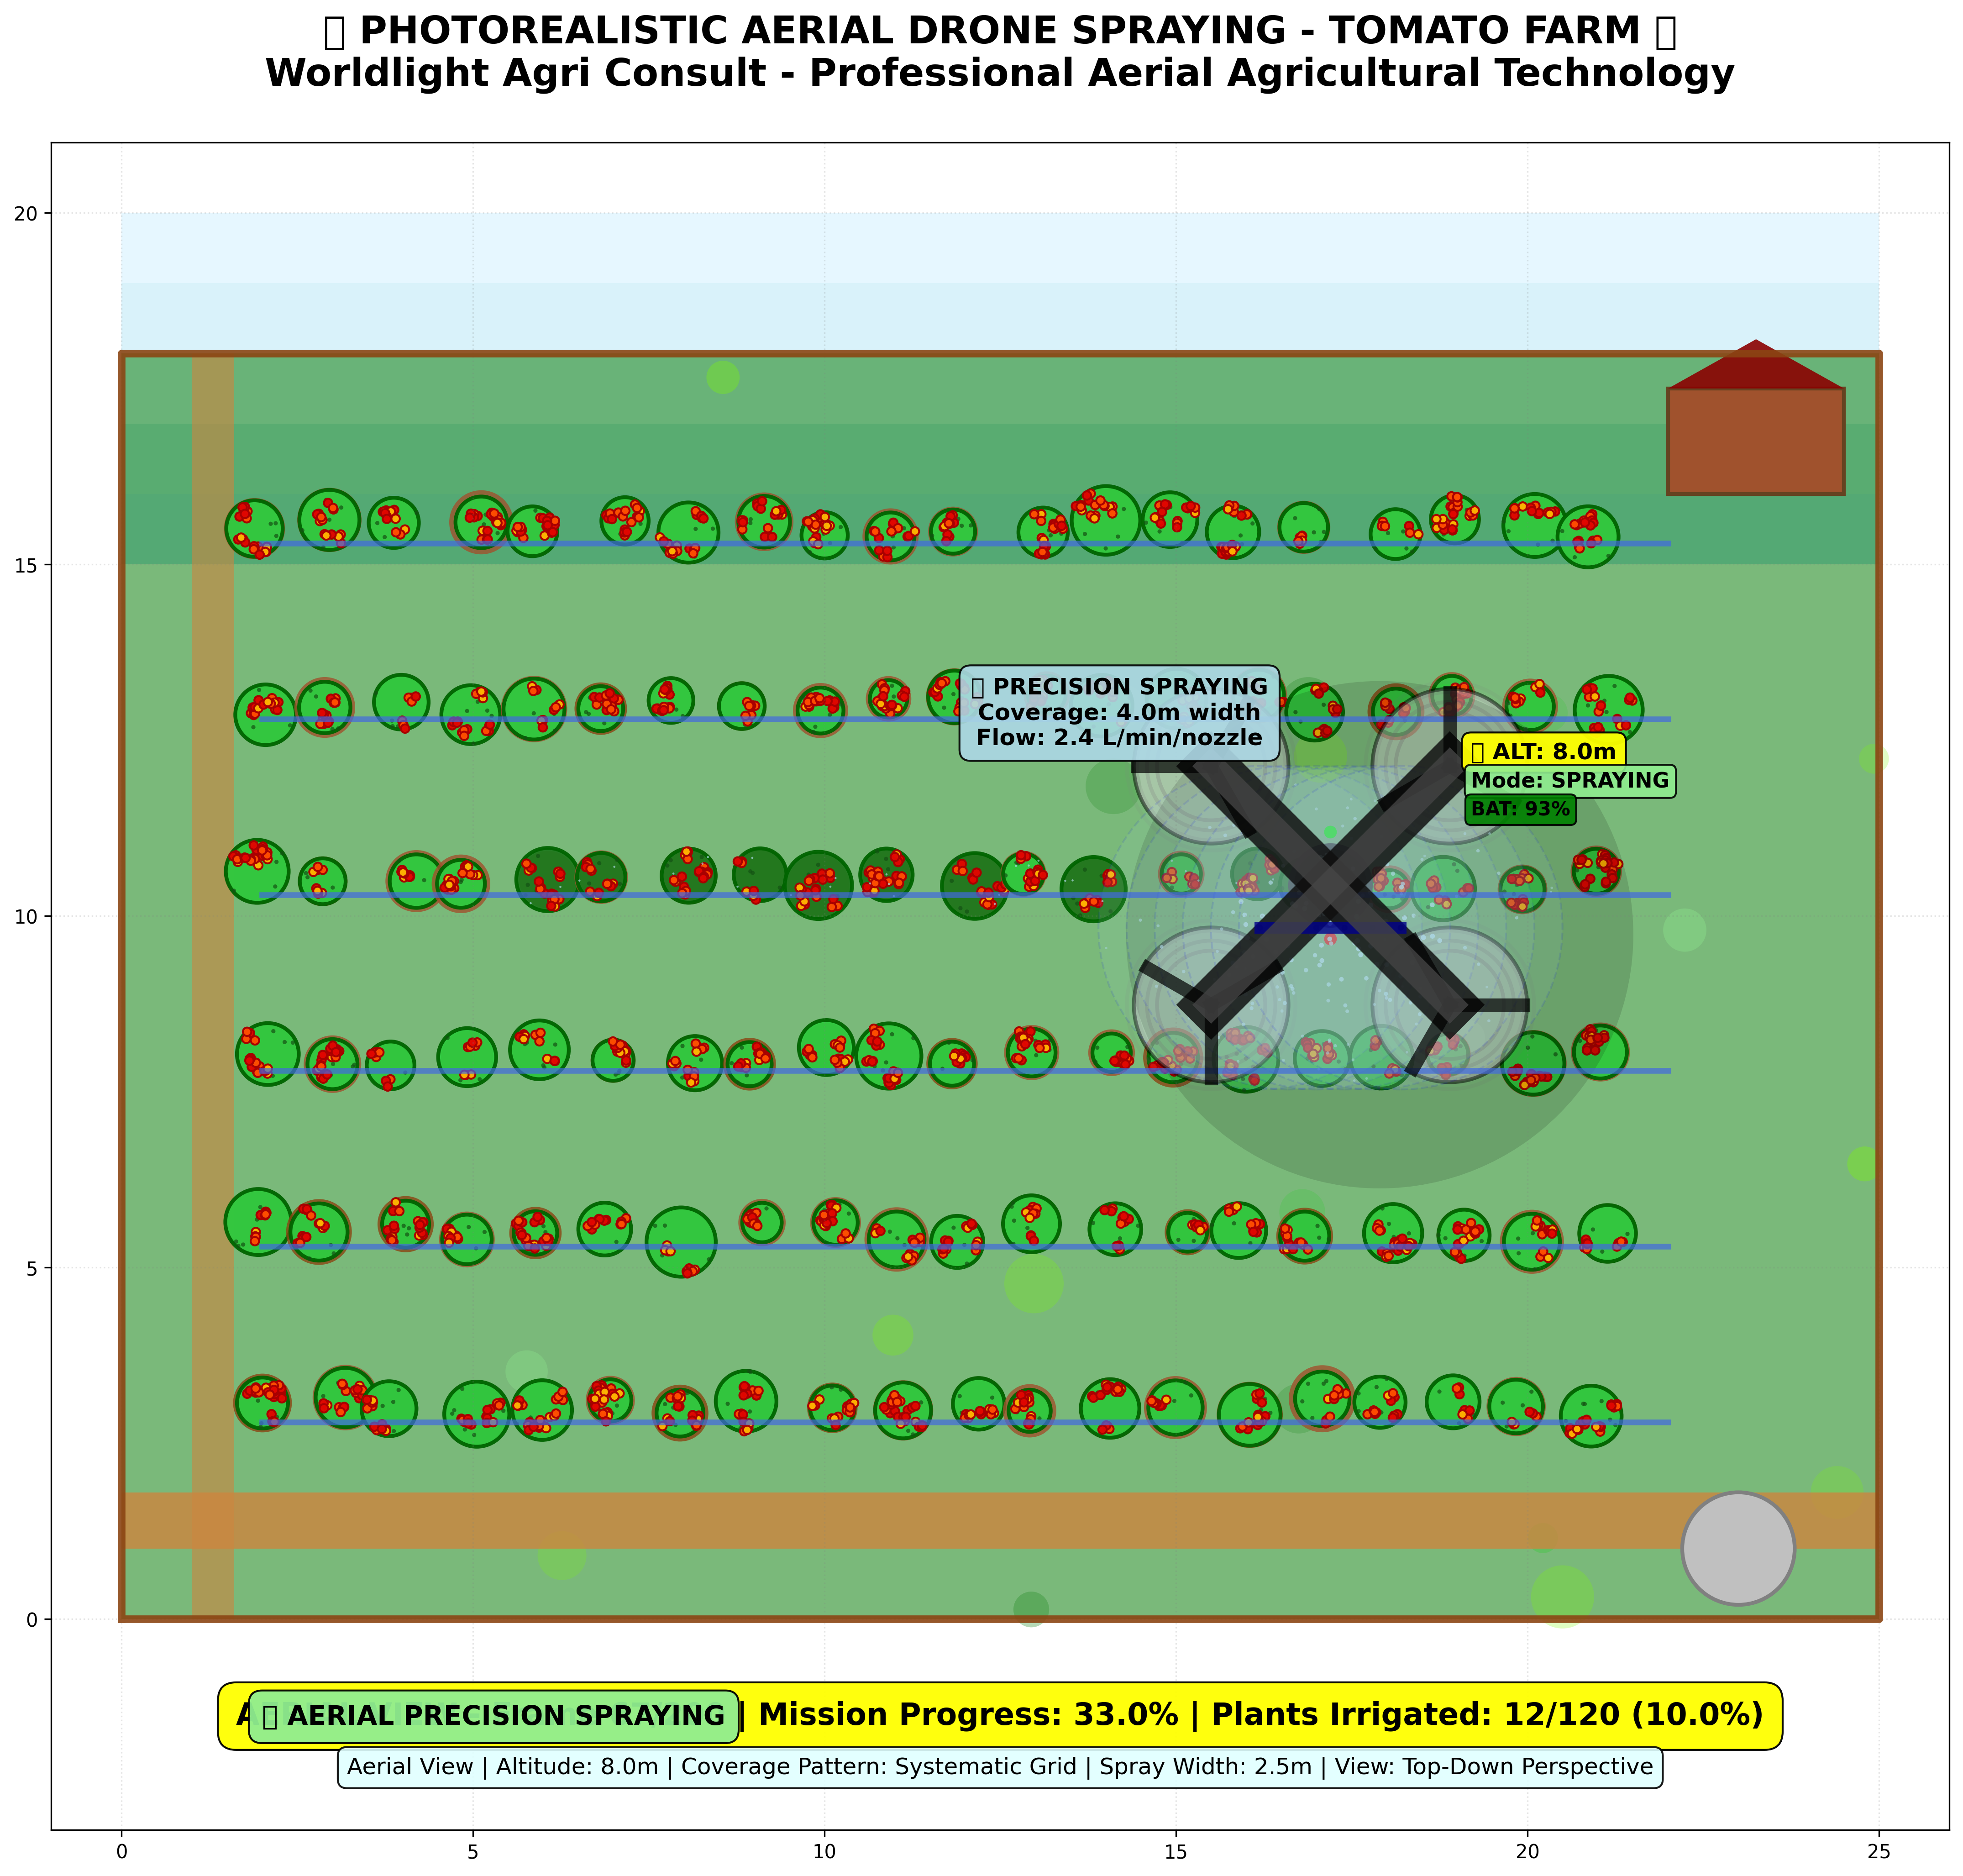 PHOTOREALISTIC AERIAL DRONE SPRAYING - TOMATO FARM
Worldlight Agri Consult - Professional Aerial Agricultural Technology
20
15
10
5
0
PRECISION SPRAYING
Coverage: 4.0m width
Flow: 2.4 L/min/nozzle
ALT: 8.0m
Mode: SPRAYING
BAT: 93%
AERIAL PRECISION SPRAYING
| Mission Progress: 33.0% | Plants Irrigated: 12/120 (10.0%)
Aerial View | Altitude: 8.0m | Coverage Pattern: Systematic Grid | Spray Width: 2.5m | View: Top-Down Perspective
0
5
10
15
20
25